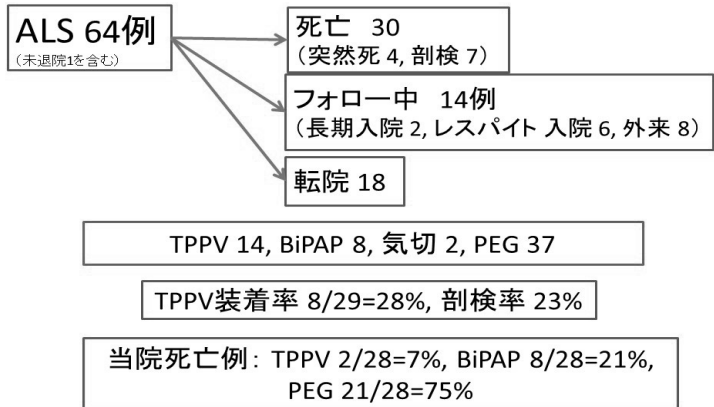 ALS 64例
（未退院1を含む）
死亡 30
（突然死 4, 剖検 7）
フォロー中 14例
（長期入院 2, レスパイト 入院 6, 外来 8）
転院 18
TPPV 14, BiPAP 8, 気切 2, PEG 37
TPPV装着率 8/29=28%, 剖検率 23%
当院死亡例： TPPV 2/28=7%, BiPAP 8/28=21%,
PEG 21/28=75%